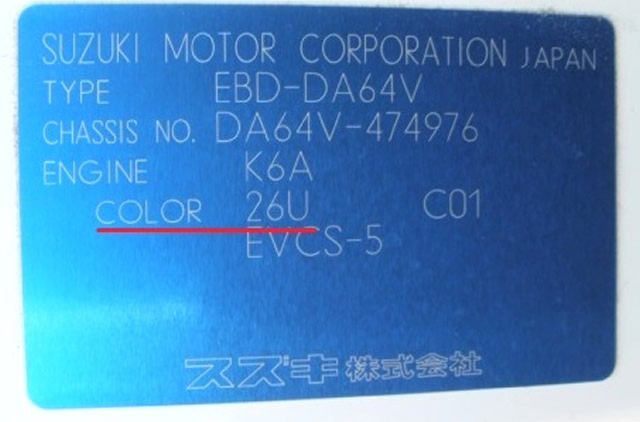 SUZUKI MOTOR CORPORATION JAPAN
TYPE EBD-DA64V
CHASSIS NO. DA64V-474976
ENGINE K6A
COLOR 26U C01
EVCS-5
スズキ株式会社